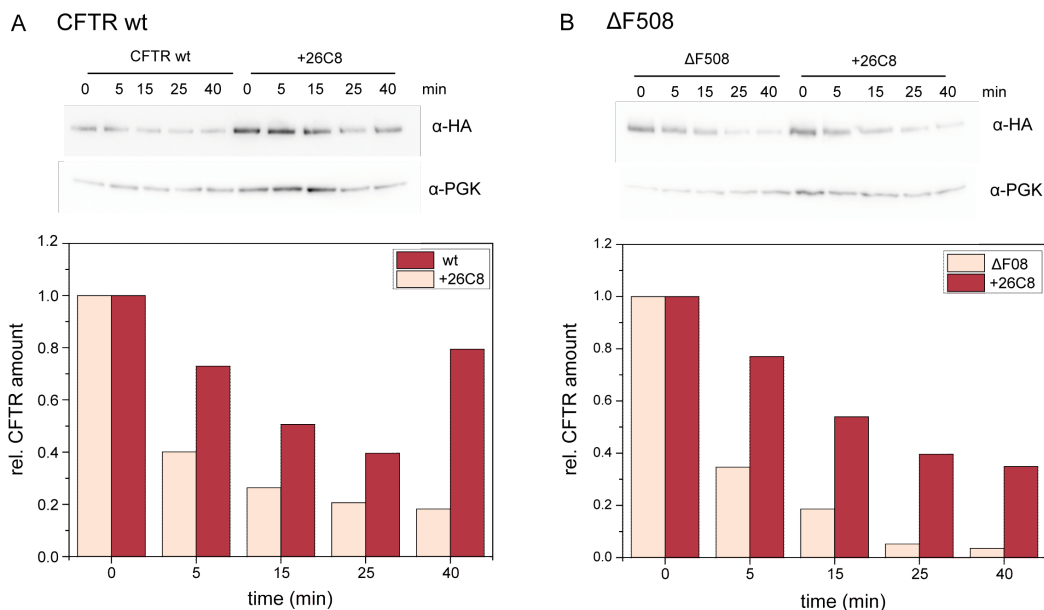 A CFTR wt
CFTR wt +26C8
0 5 15 25 40 0 5 15 25 40 min
α-HA
α-PGK
1.2
1.0
0.8
0.6
0.4
0.2
0.0
rel. CFTR amount
wt
+26C8
0 5 15 25 40
time (min)
B ΔF508
ΔF508 +26C8
0 5 15 25 40 0 5 15 25 40 min
α-HA
α-PGK
1.2
1.0
0.8
0.6
0.4
0.2
0.0
rel. CFTR amount
ΔF08
+26C8
0 5 15 25 40
time (min)